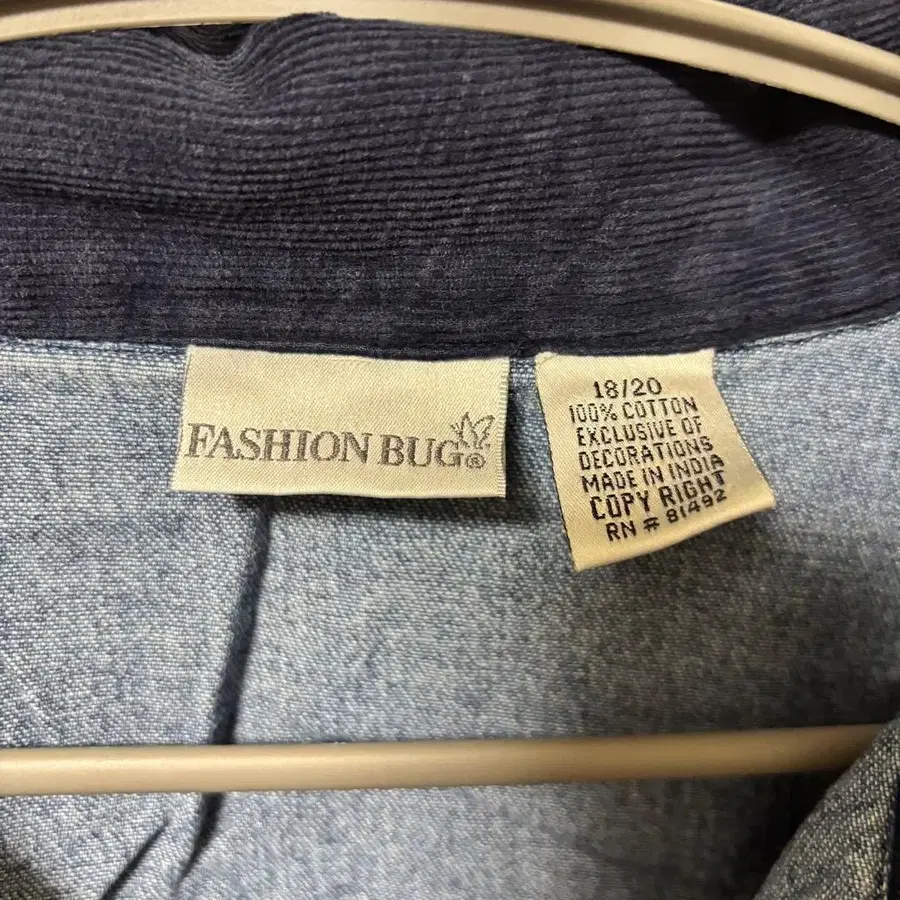 FASHION BUG®
18/20
100% COTTON
EXCLUSIVE OF
DECORATIONS
MADE IN INDIA
COPY RIGHT
RN # 81492